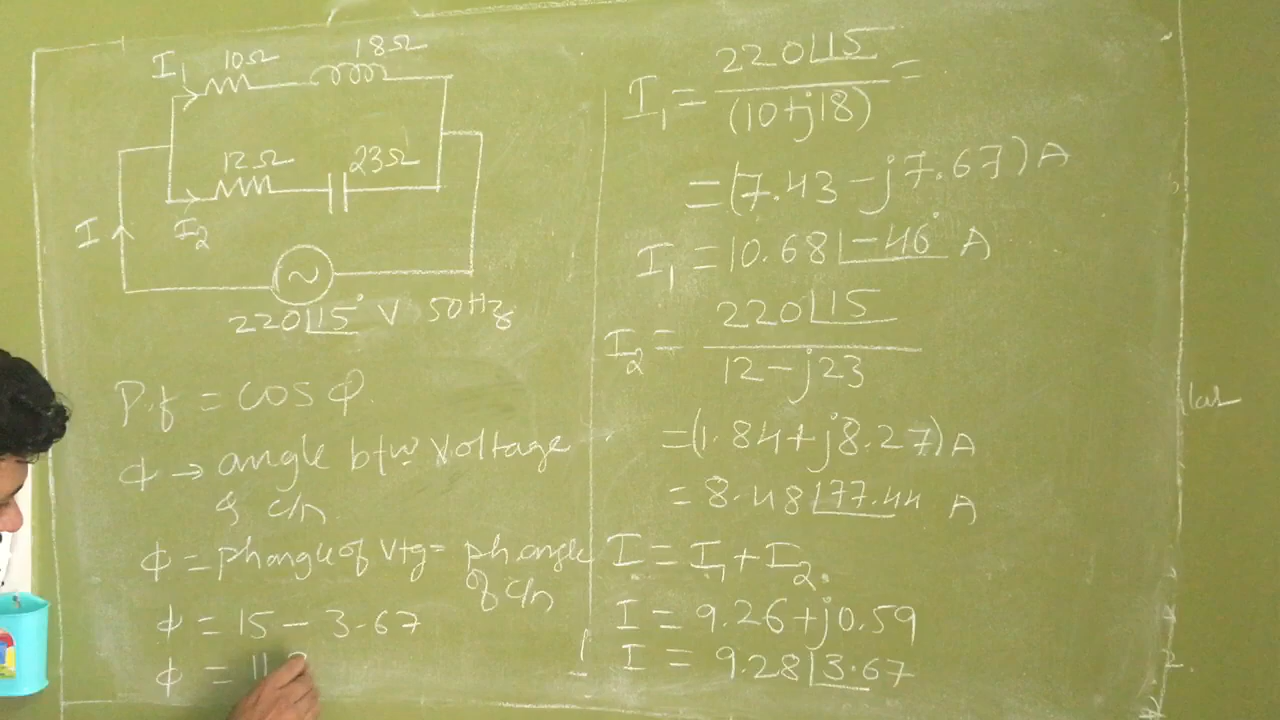 I₁ 10Ω 18Ω
12Ω 23Ω
I I₂
220∠15° V 50Hz
P.f = cos φ.
φ → angle btw voltage
& c/n
φ = ph angle of vtg = ph. angle
of c/n
φ = 15 - 3.67
φ = 11.3
I₁ = 220∠15 / (10+j18) =
= (7.43 - j7.67) A
I₁ = 10.68∠-46° A
I₂ = 220∠15 / 12-j23
= (1.84+j8.27) A
= 8.48∠77.44 A
I = I₁ + I₂
I = 9.26+j0.59
I = 9.28∠3.67